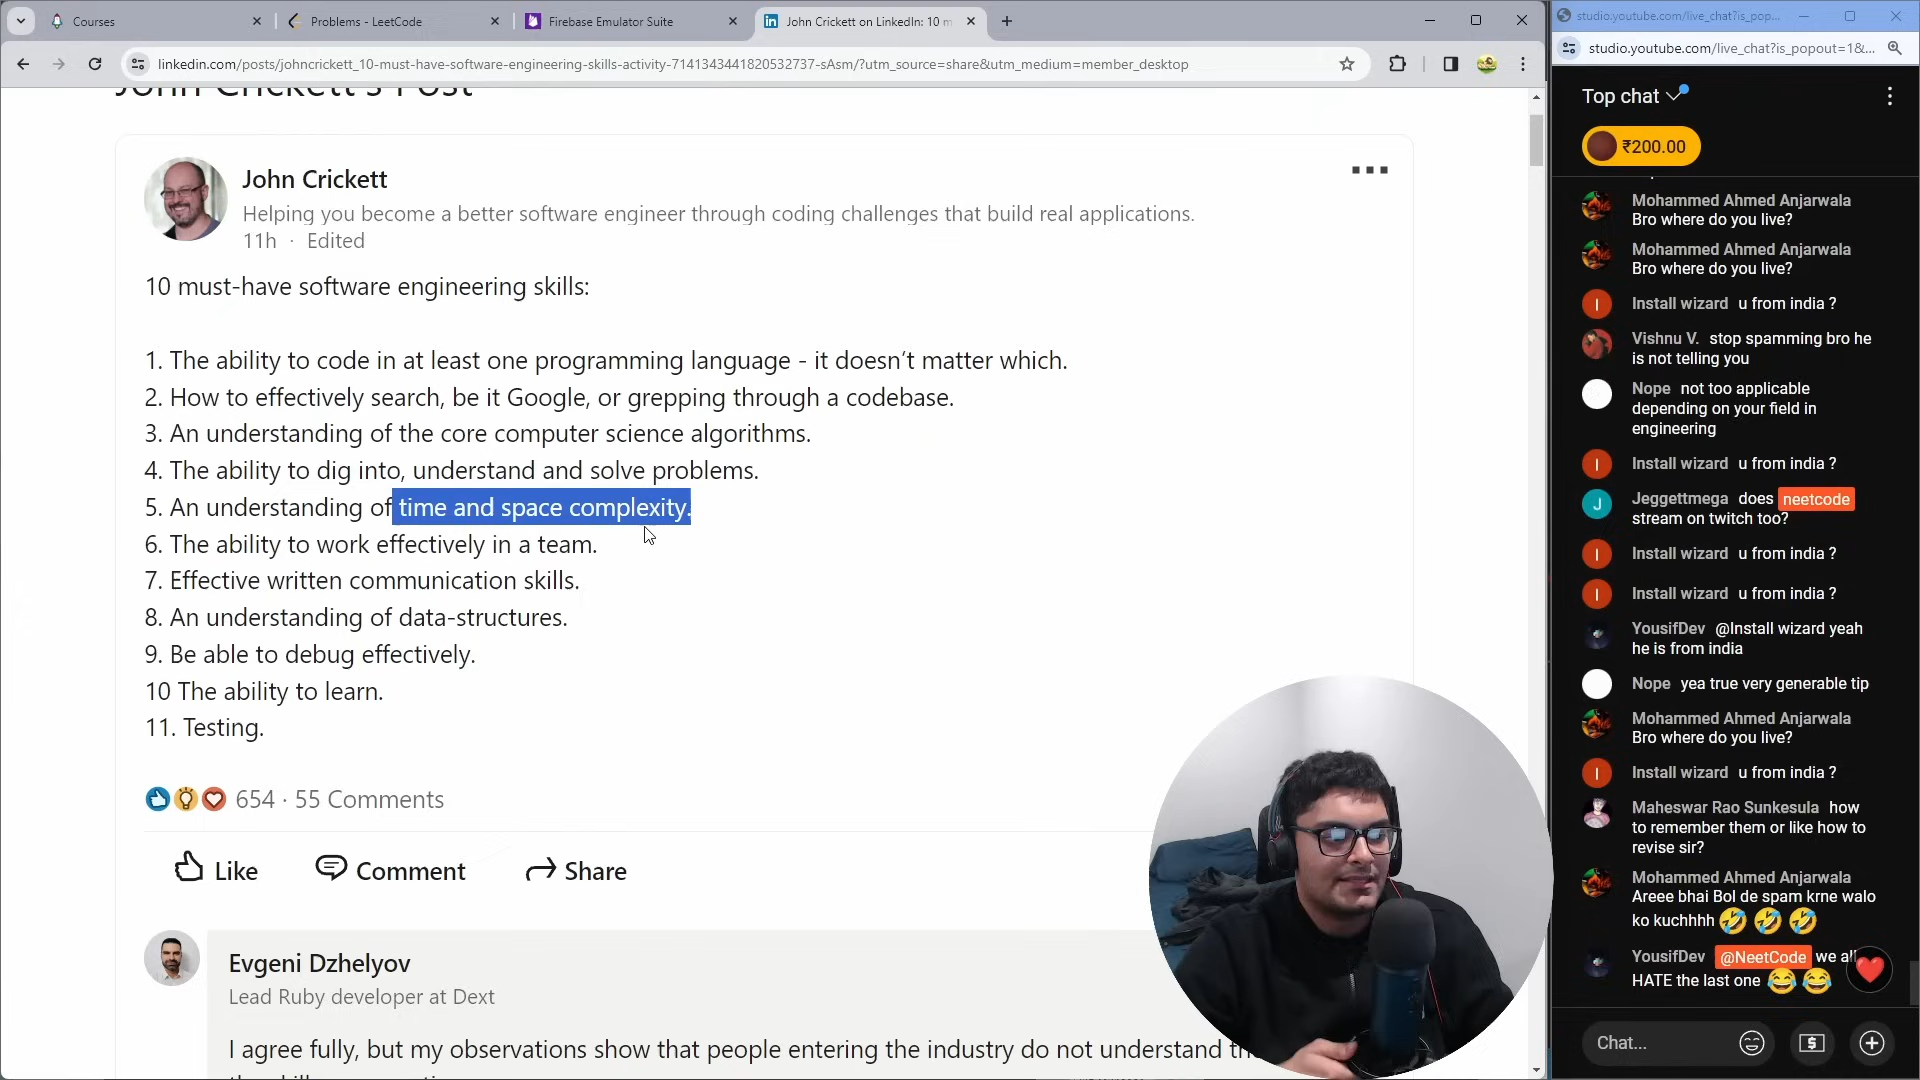 Courses
Problems - LeetCode
Firebase Emulator Suite
John Crickett on LinkedIn: 10 m
linkedin.com/posts/johncrickett_10-must-have-software-engineering-skills-activity-7141343441820532737-sAsm/?utm_source=share&utm_medium=member_desktop
John Crickett's Post
John Crickett
Helping you become a better software engineer through coding challenges that build real applications.
11h · Edited
10 must-have software engineering skills:
1. The ability to code in at least one programming language - it doesn’t matter which.
2. How to effectively search, be it Google, or grepping through a codebase.
3. An understanding of the core computer science algorithms.
4. The ability to dig into, understand and solve problems.
5. An understanding of time and space complexity.
6. The ability to work effectively in a team.
7. Effective written communication skills.
8. An understanding of data-structures.
9. Be able to debug effectively.
10 The ability to learn.
11. Testing.
654 · 55 Comments
Like
Comment
Share
Evgeni Dzhelyov
Lead Ruby developer at Dext
I agree fully, but my observations show that people entering the industry do not understand
studio.youtube.com/live_chat?is_pop...
studio.youtube.com/live_chat?is_popout=1&...
Top chat
₹200.00
Mohammed Ahmed Anjarwala
Bro where do you live?
Mohammed Ahmed Anjarwala
Bro where do you live?
I
Install wizard u from india ?
Vishnu V. stop spamming bro he
is not telling you
Nope not too applicable
depending on your field in
engineering
I
Install wizard u from india ?
J
Jeggettmega does neetcode
stream on twitch too?
I
Install wizard u from india ?
I
Install wizard u from india ?
YousifDev @Install wizard yeah
he is from india
Nope yea true very generable tip
Mohammed Ahmed Anjarwala
Bro where do you live?
I
Install wizard u from india ?
Maheswar Rao Sunkesula how
to remember them or like how to
revise sir?
Mohammed Ahmed Anjarwala
Areee bhai Bol de spam krne walo
ko kuchhhh 🤣 🤣 🤣
YousifDev @NeetCode we all
HATE the last one 😂 😂
Chat...